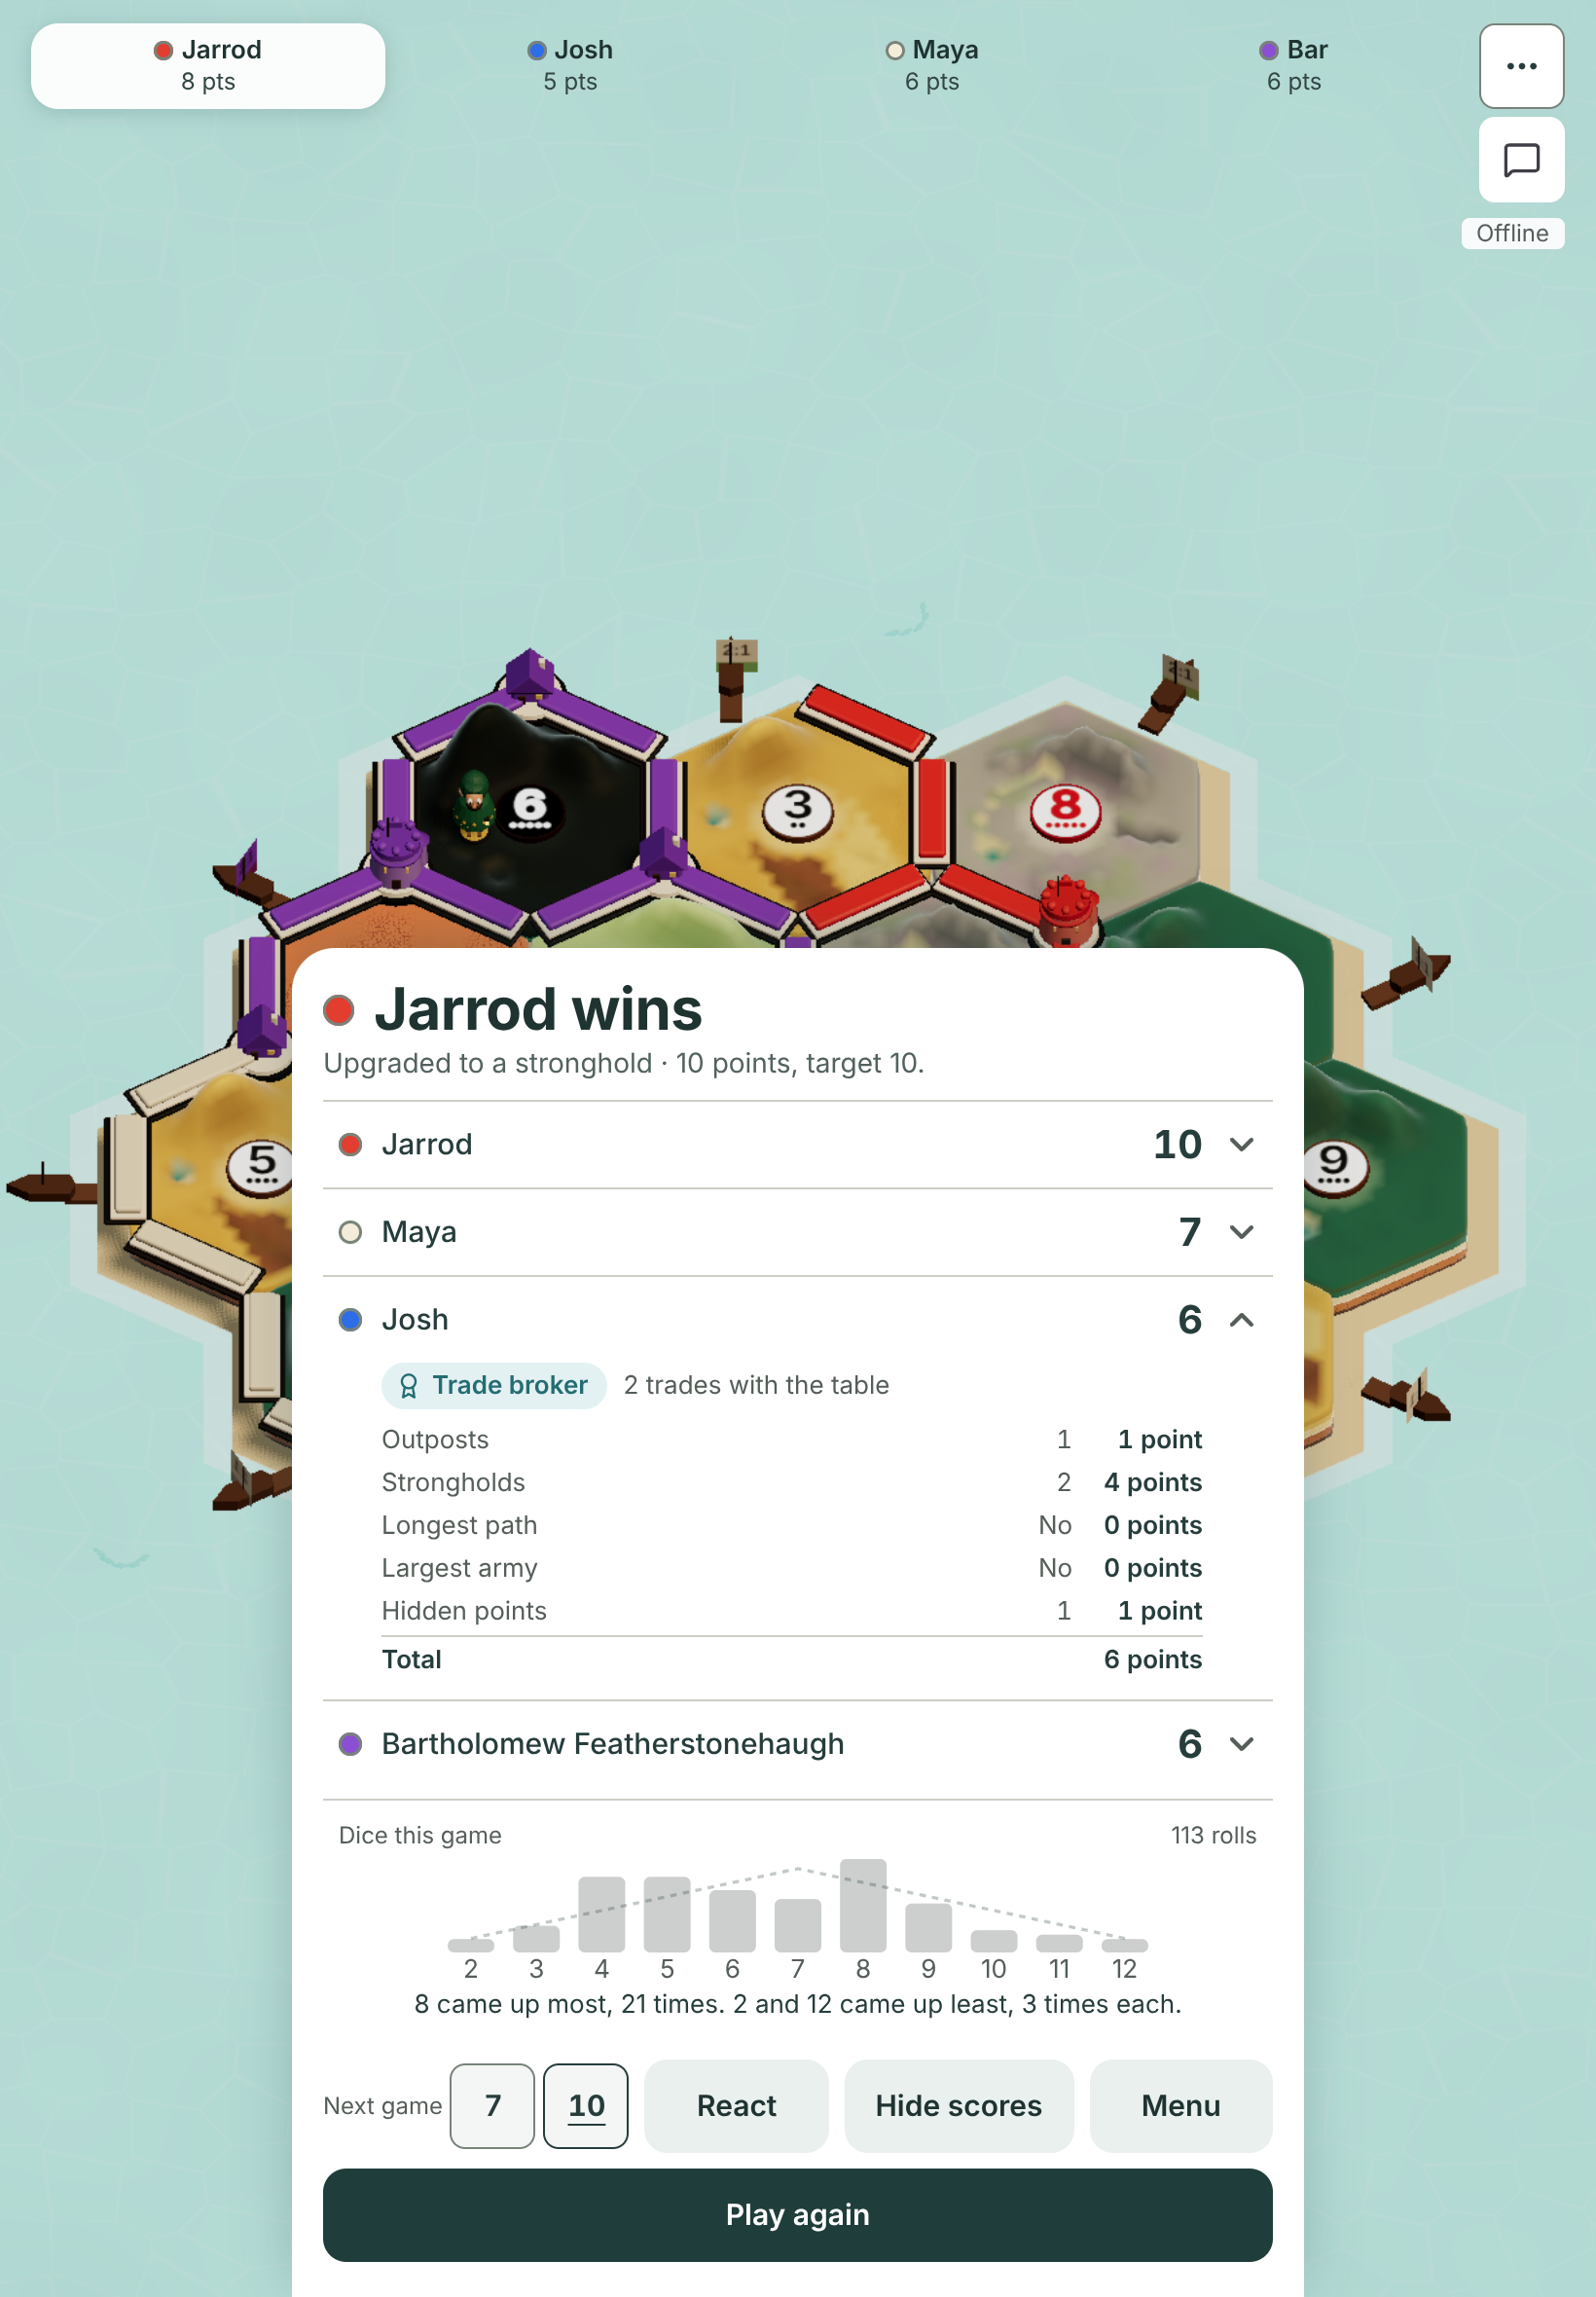 Jarrod
8 pts
Josh
5 pts
Maya
6 pts
Bar
6 pts
Offline
2:1
2:1
6
3
8
5
9
Jarrod wins
Upgraded to a stronghold · 10 points, target 10.
Jarrod 10
Maya 7
Josh 6
Trade broker 2 trades with the table
Outposts 1 1 point
Strongholds 2 4 points
Longest path No 0 points
Largest army No 0 points
Hidden points 1 1 point
Total 6 points
Bartholomew Featherstonehaugh 6
Dice this game 113 rolls
2 3 4 5 6 7 8 9 10 11 12
8 came up most, 21 times. 2 and 12 came up least, 3 times each.
Next game 7 10 React Hide scores Menu
Play again